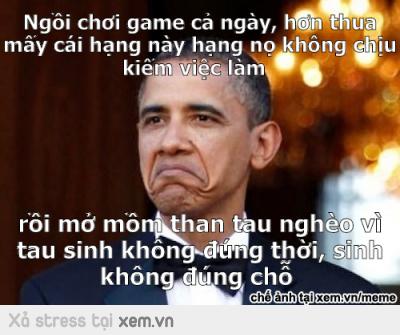 Ngồi chơi game cả ngày, hơn thua
mấy cái hạng này hạng nọ không chịu
kiếm việc làm
rồi mở mồm than tau nghèo vì
tau sinh không đúng thời, sinh
không đúng chỗ
chế ảnh tại xem.vn/meme
Xả stress tại xem.vn